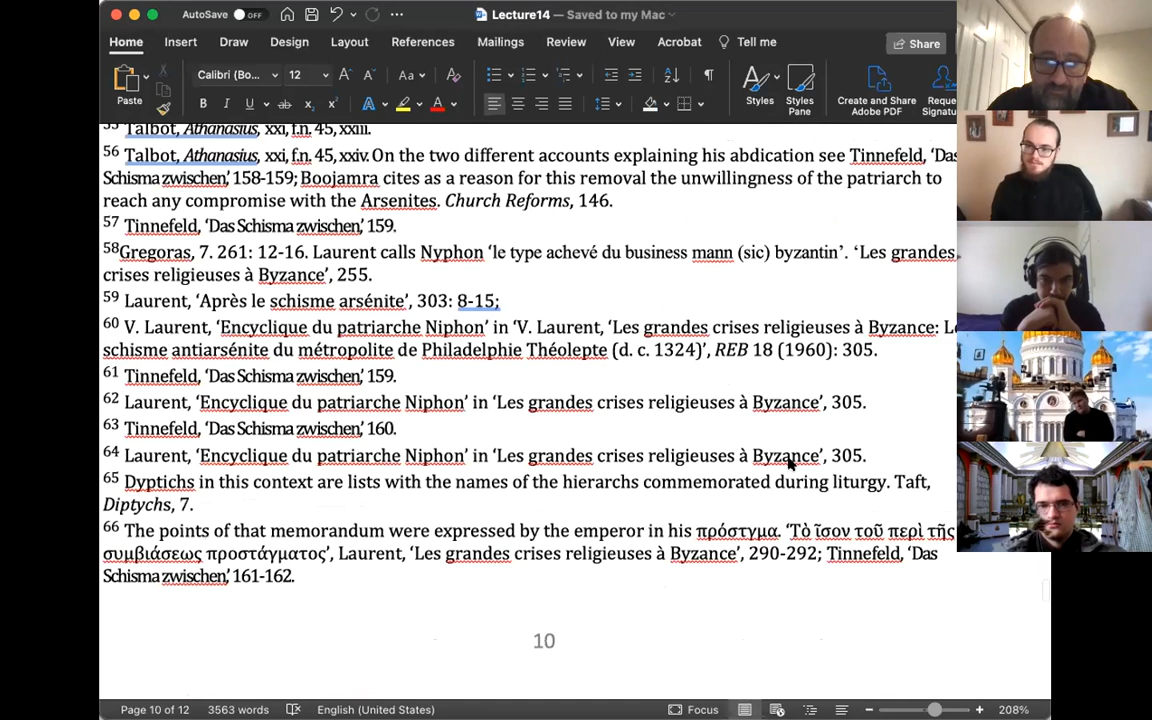 AutoSave OFF
Lecture14 — Saved to my Mac
Home Insert Draw Design Layout References Mailings Review View Acrobat Tell me Share
Paste
Calibri (Bo... 12
Styles
Styles Pane
Create and Share Adobe PDF
Signatu
55 Talbot, Athanasius, xxi, f.n. 45, xxiii.
56 Talbot, Athanasius, xxi, f.n. 45, xxiv. On the two different accounts explaining his abdication see Tinnefeld, ‘Das
Schisma zwischen,’ 158-159; Boojamra cites as a reason for this removal the unwillingness of the patriarch to
reach any compromise with the Arsenites. Church Reforms, 146.
57 Tinnefeld, ‘Das Schisma zwischen,’ 159.
58Gregoras, 7. 261: 12-16. Laurent calls Nyphon ‘le type achevé du business mann (sic) byzantin’. ‘Les grandes
crises religieuses à Byzance’, 255.
59 Laurent, ‘Après le schisme arsénite’, 303: 8-15;
60 V. Laurent, ‘Encyclique du patriarche Niphon’ in ‘V. Laurent, ‘Les grandes crises religieuses à Byzance: Le
schisme antiarsénite du métropolite de Philadelphie Théolepte (d. c. 1324)’, REB 18 (1960): 305.
61 Tinnefeld, ‘Das Schisma zwischen,’ 159.
62 Laurent, ‘Encyclique du patriarche Niphon’ in ‘Les grandes crises religieuses à Byzance’, 305.
63 Tinnefeld, ‘Das Schisma zwischen,’ 160.
64 Laurent, ‘Encyclique du patriarche Niphon’ in ‘Les grandes crises religieuses à Byzance’, 305.
65 Dyptichs in this context are lists with the names of the hierarchs commemorated during liturgy. Taft,
Diptychs, 7.
66 The points of that memorandum were expressed by the emperor in his πρόστγμα. ‘Τὸ ἴσον τοῦ περὶ τῆς
συμβιάσεως προστάγματος’, Laurent, ‘Les grandes crises religieuses à Byzance’, 290-292; Tinnefeld, ‘Das
Schisma zwischen,’ 161-162.
10
Page 10 of 12 3563 words English (United States) Focus 208%